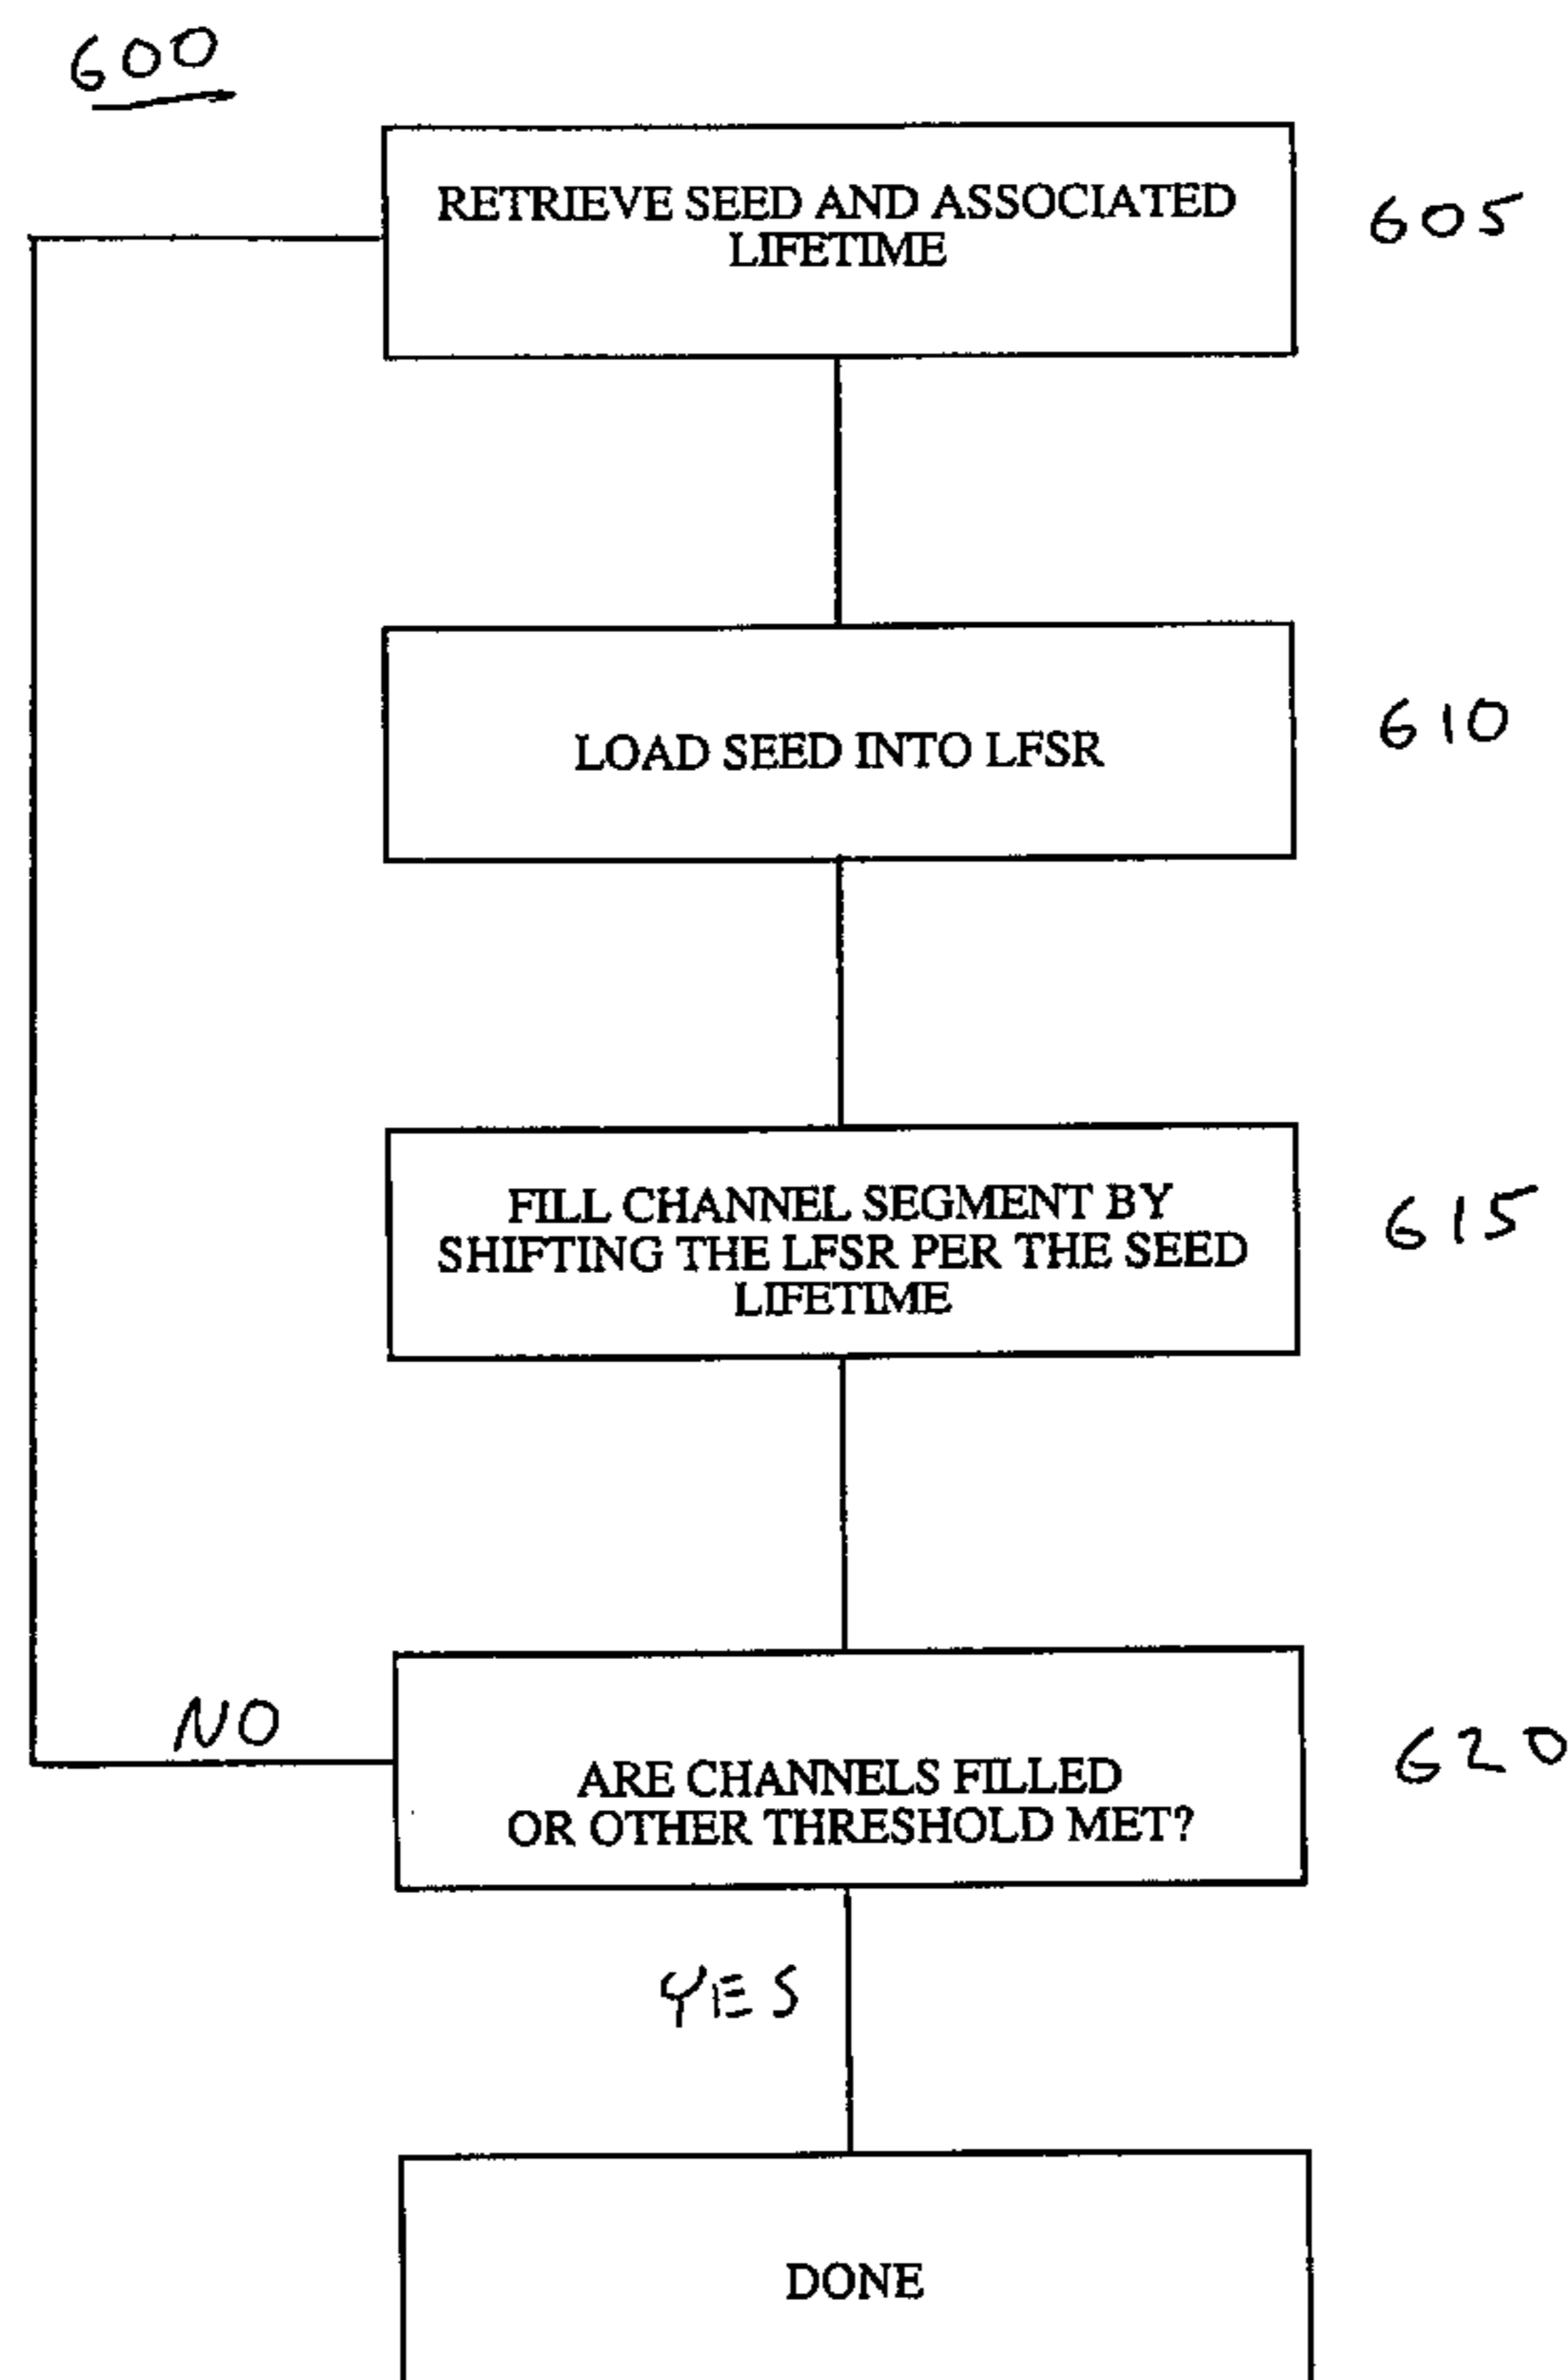 600
RETRIEVE SEED AND ASSOCIATED
LIFETIME
605
LOAD SEED INTO LFSR
610
FILL CHANNEL SEGMENT BY
SHIFTING THE LFSR PER THE SEED
LIFETIME
615
NO
ARE CHANNELS FILLED
OR OTHER THRESHOLD MET?
620
YES
DONE